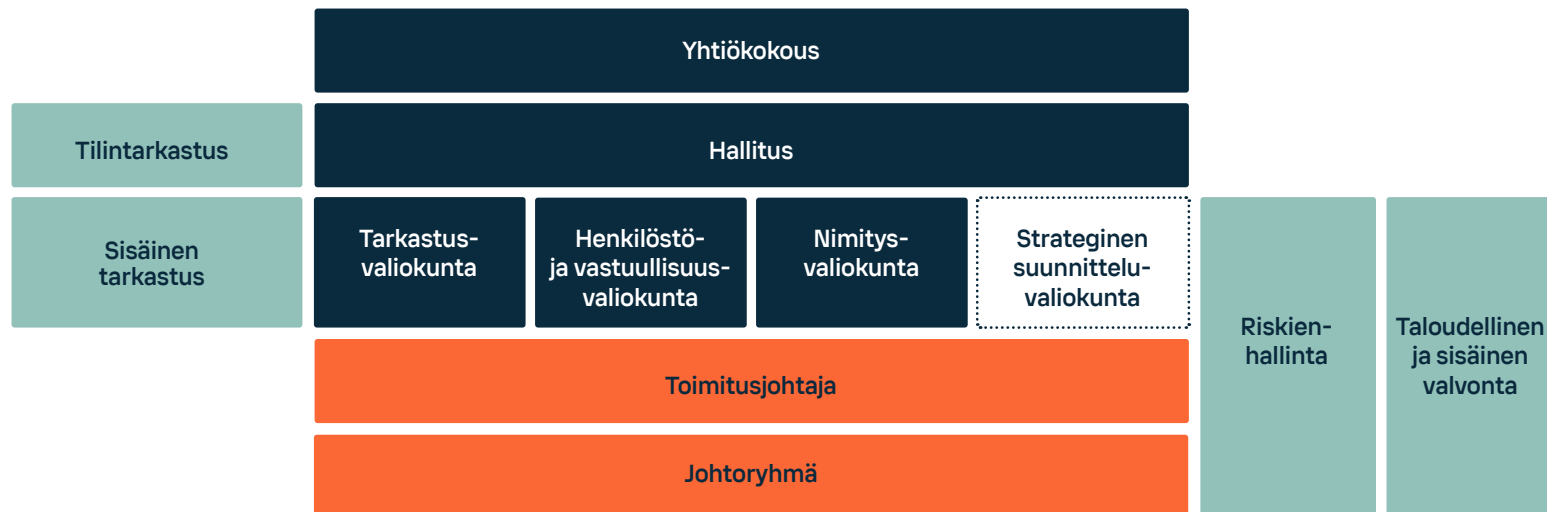 Yhtiökokous
Tilintarkastus
Hallitus
Sisäinen
tarkastus
Tarkastus-
valiokunta
Henkilöstö-
ja vastuullisuus-
valiokunta
Nimitys-
valiokunta
Strateginen
suunnittelu-
valiokunta
Riskien-
hallinta
Taloudellinen
ja sisäinen
valvonta
Toimitusjohtaja
Johtoryhmä